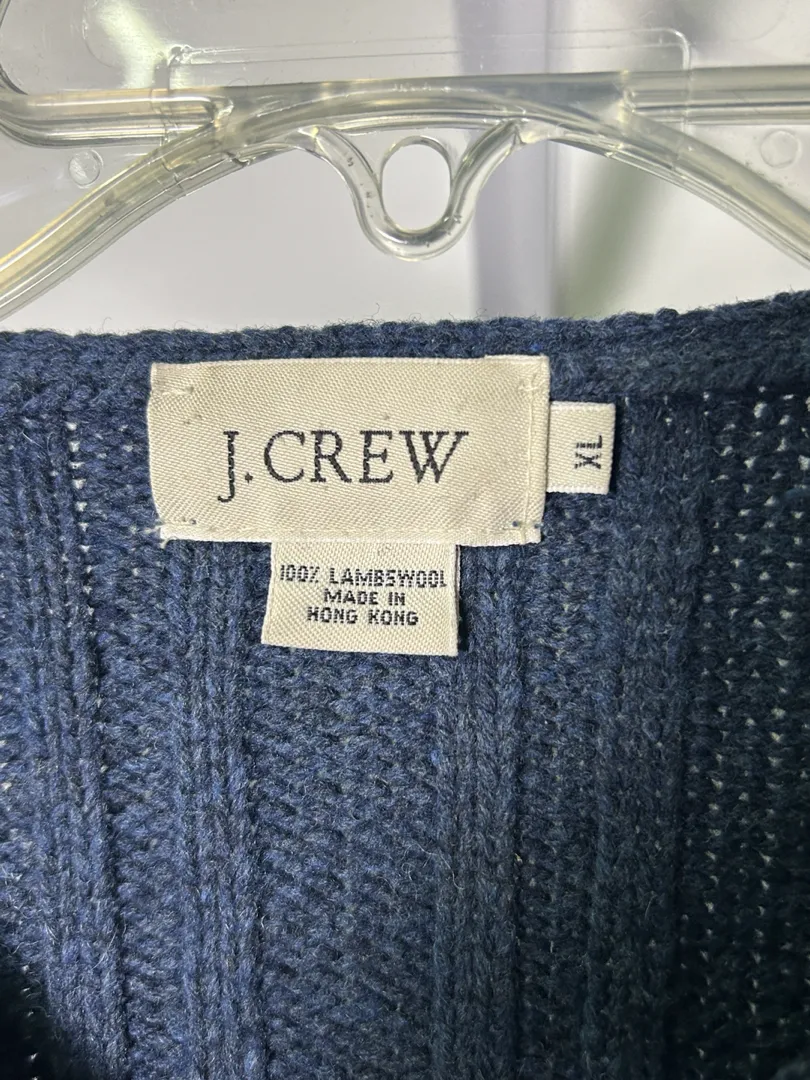 J.CREW
XL
100% LAMBSWOOL
MADE IN
HONG KONG